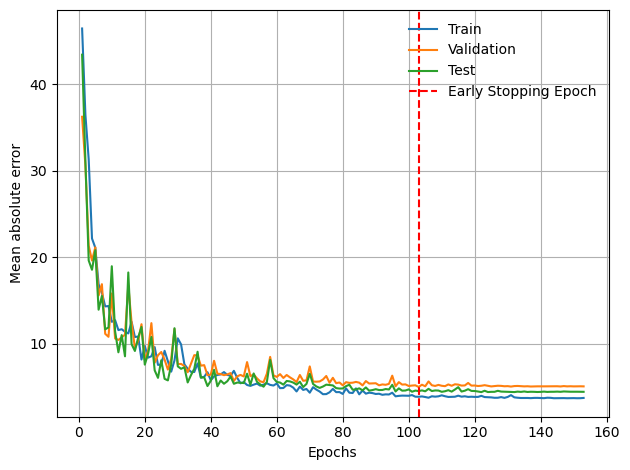 Mean absolute error
40
30
20
10
0 20 40 60 80 100 120 140 160
Epochs
Train
Validation
Test
Early Stopping Epoch